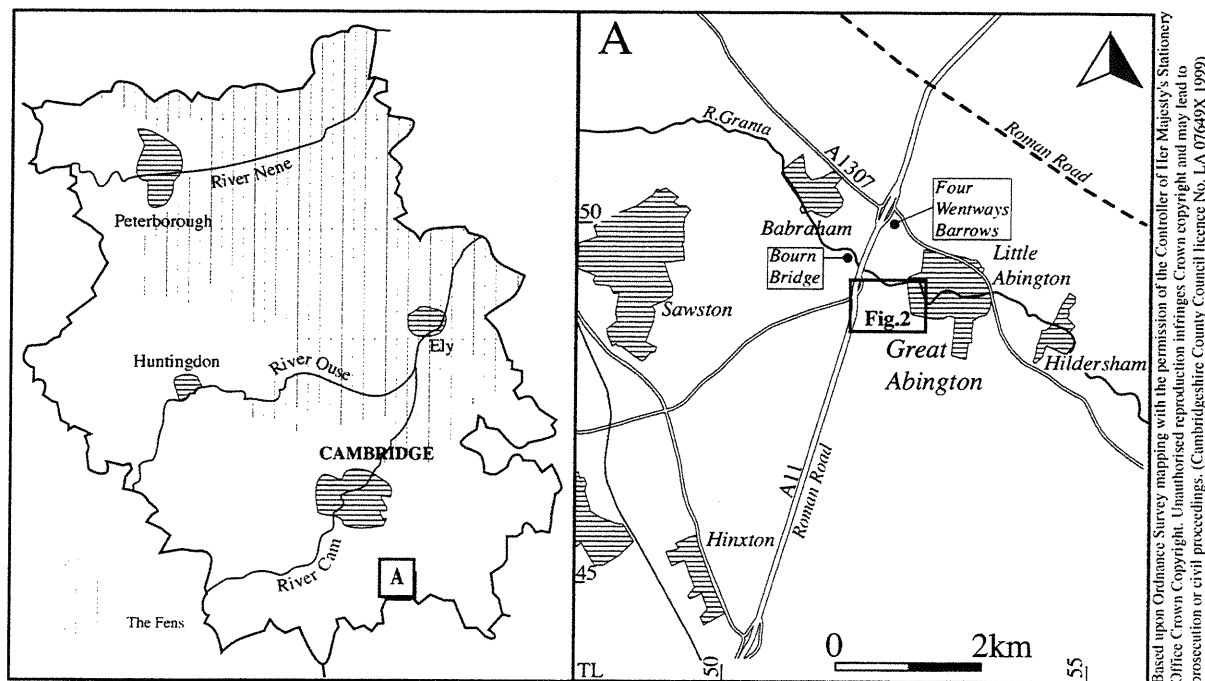 River Nene
Peterborough
Ely
Huntingdon
River Ouse
CAMBRIDGE
River Cam
A
The Fens
A
R.Granta
A1307
Roman Road
Four
Wentways
Barrows
50
Babraham
Bourn
Bridge
Little
Abington
Sawston
Fig.2
Great
Abington
Hildersham
A11
Roman Road
Hinxton
45
0
2km
TL
50
55
Based upon Ordnance Survey mapping with the permission of the Controller of Her Majesty's Stationery
Office Crown Copyright. Unauthorised reproduction infringes Crown copyright and may lead to
prosecution or civil proceedings. (Cambridgeshire County Council licence No. LA 07649X 1999)